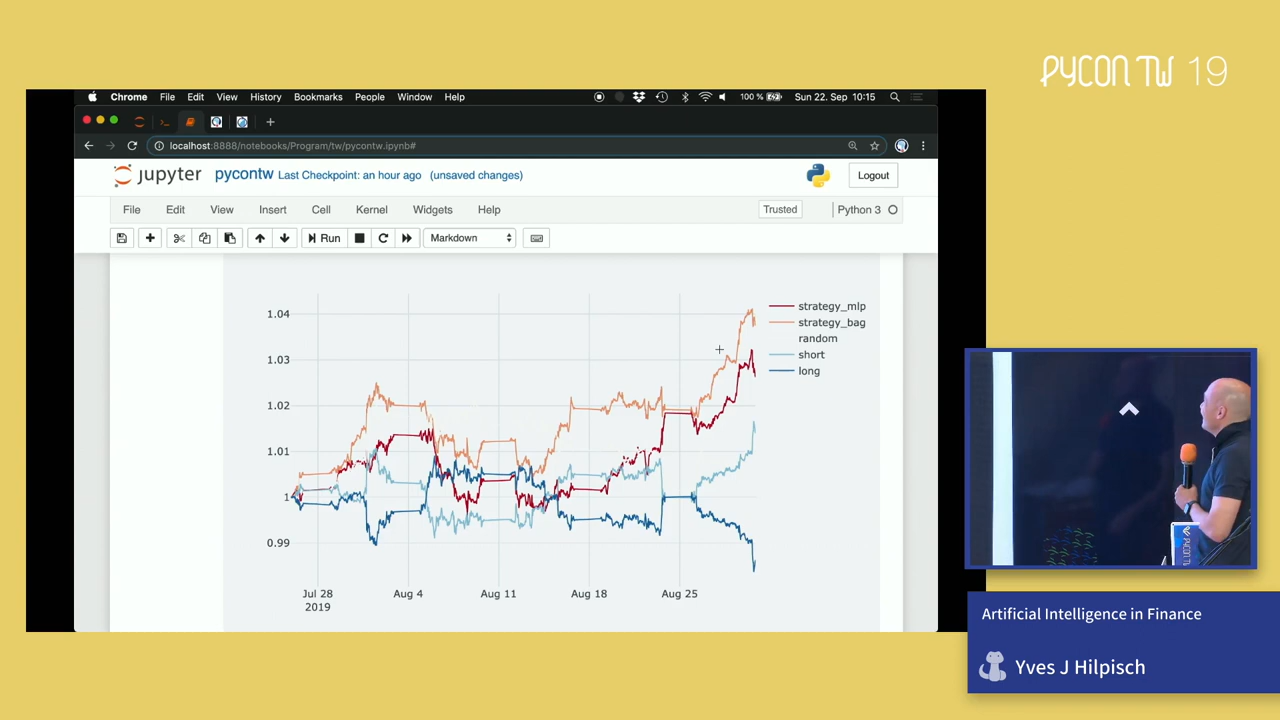 PYCON TW 19
Chrome File Edit View History Bookmarks People Window Help 100 % Sun 22. Sep 10:15
localhost:8888/notebooks/Program/tw/pycontw.ipynb#
jupyter pycontw Last Checkpoint: an hour ago (unsaved changes) Logout
File Edit View Insert Cell Kernel Widgets Help Trusted Python 3
Run Markdown
1.04
1.03
1.02
1.01
1
0.99
Jul 28
2019
Aug 4
Aug 11
Aug 18
Aug 25
strategy_mlp
strategy_bag
random
short
long
PYCON TW
Artificial Intelligence in Finance
Yves J Hilpisch